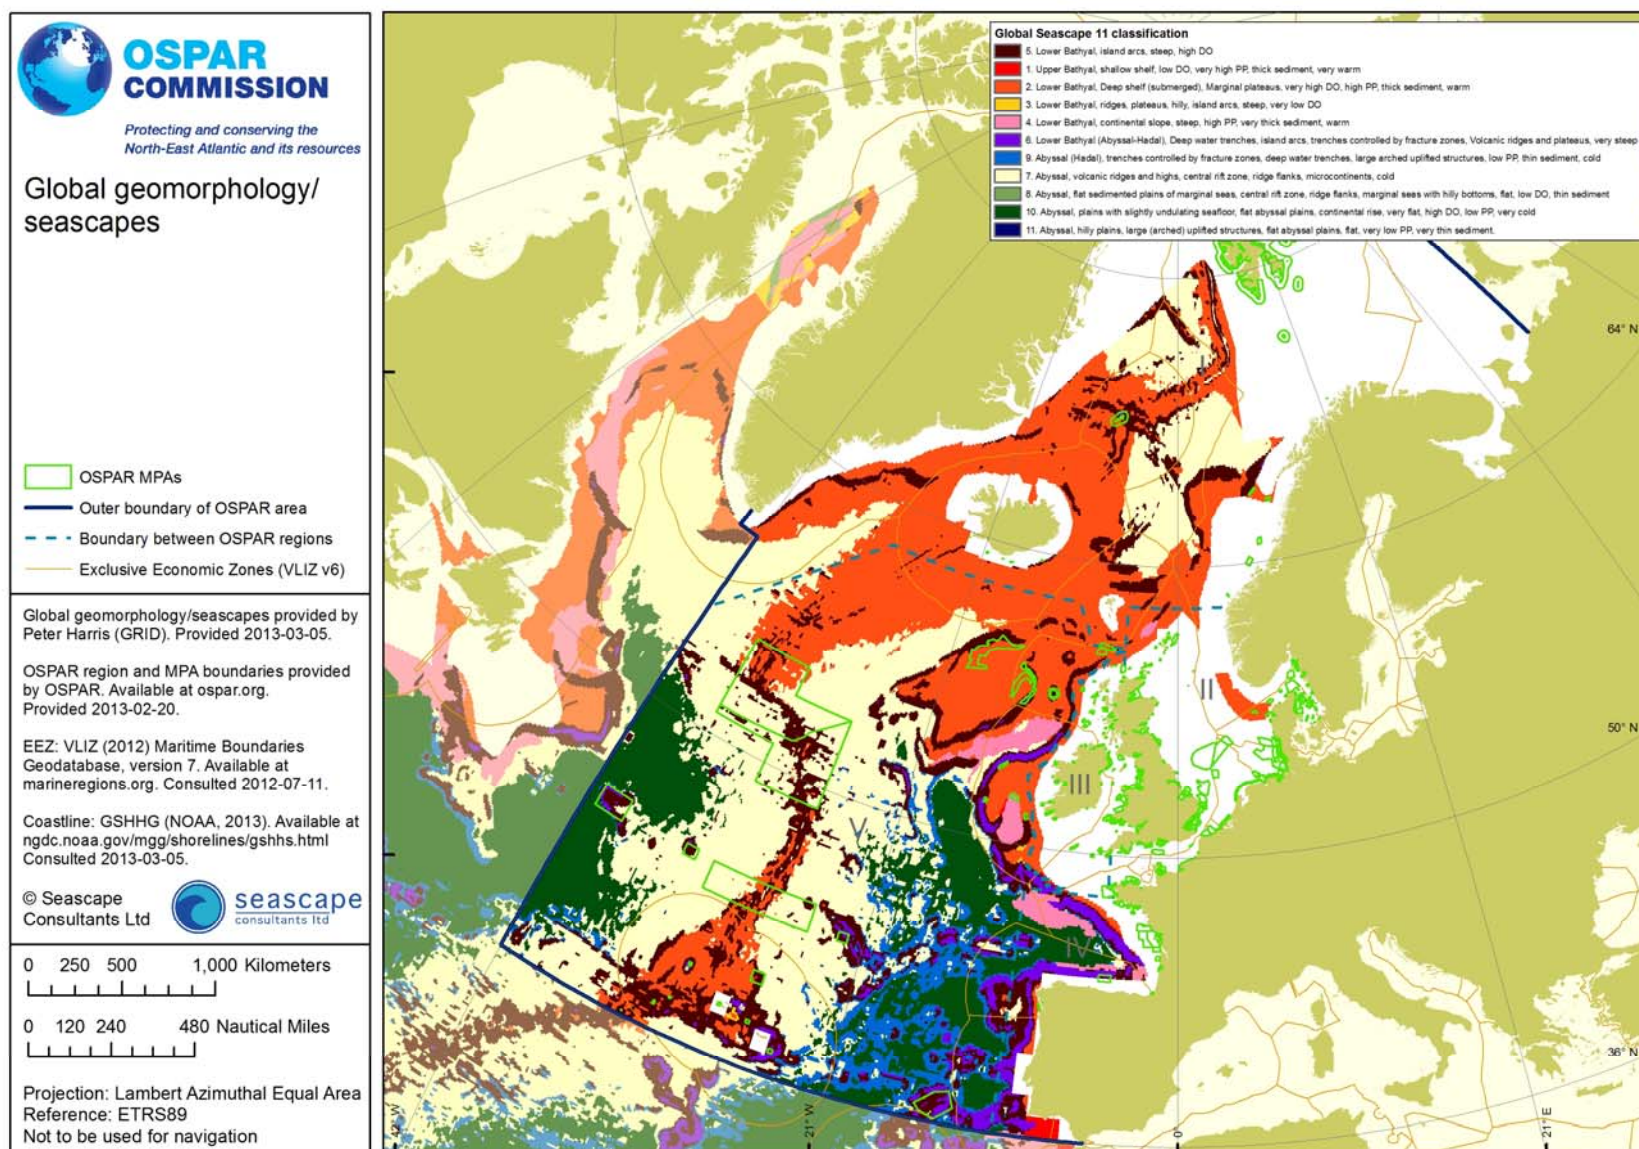 OSPAR
COMMISSION
Protecting and conserving the
North-East Atlantic and its resources
Global geomorphology/
seascapes
OSPAR MPAs
Outer boundary of OSPAR area
Boundary between OSPAR regions
Exclusive Economic Zones (VLIZ v6)
Global geomorphology/seascapes provided by
Peter Harris (GRID). Provided 2013-03-05.
OSPAR region and MPA boundaries provided
by OSPAR. Available at ospar.org.
Provided 2013-02-20.
EEZ: VLIZ (2012) Maritime Boundaries
Geodatabase, version 7. Available at
marineregions.org. Consulted 2012-07-11.
Coastline: GSHHG (NOAA, 2013). Available at
ngdc.noaa.gov/mgg/shorelines/gshhs.html
Consulted 2013-03-05.
© Seascape
Consultants Ltd
seascape
consultants ltd
0 250 500 1,000 Kilometers
0 120 240 480 Nautical Miles
Projection: Lambert Azimuthal Equal Area
Reference: ETRS89
Not to be used for navigation
Global Seascape 11 classification
5. Lower Bathyal, island arcs, steep, high DO
1. Upper Bathyal, shallow shelf, low DO, very high PP, thick sediment, very warm
2. Lower Bathyal, Deep shelf (submerged), Marginal plateaus, very high DO, high PP, thick sediment, warm
3. Lower Bathyal, ridges, plateaus, hilly, island arcs, steep, very low DO
4. Lower Bathyal, continental slope, steep, high PP, very thick sediment, warm
6. Lower Bathyal (Abyssal-Hadal), Deep water trenches, island arcs, trenches controlled by fracture zones, Volcanic ridges and plateaus, very steep
9. Abyssal (Hadal), trenches controlled by fracture zones, deep water trenches, large arched uplifted structures, low PP, thin sediment, cold
7. Abyssal, volcanic ridges and highs, central rift zone, ridge flanks, microcontinents, cold
8. Abyssal, flat sedimented plains of marginal seas, central rift zone, ridge flanks, marginal seas with hilly bottoms, flat, low DO, thin sediment
10. Abyssal, plains with slightly undulating seafloor, flat abyssal plains, continental rise, very flat, high DO, low PP, very cold
11. Abyssal, hilly plains, large (arched) uplifted structures, flat abyssal plains, flat, very low PP, very thin sediment.
64° N
I
II
50° N
III
V
IV
36° N
42° W
21° W
0
21° E